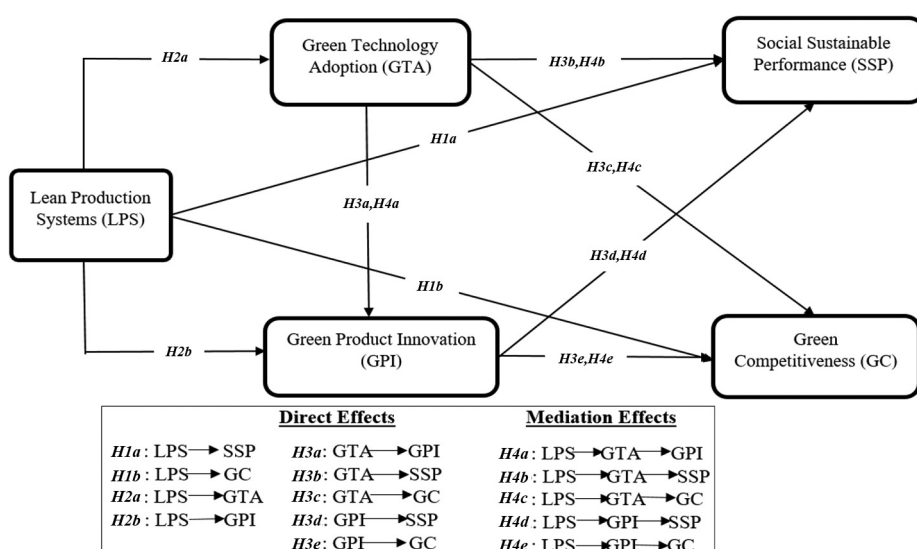 Green Technology
Adoption (GTA)
Social Sustainable
Performance (SSP)
H2a
H3b,H4b
H1a
H3c,H4c
Lean Production
Systems (LPS)
H3a,H4a
H3d,H4d
H1b
Green Product Innovation
(GPI)
Green
Competitiveness (GC)
H2b
H3e,H4e
Direct Effects
Mediation Effects
H1a : LPS SSP
H1b : LPS GC
H2a : LPS GTA
H2b : LPS GPI
H3a : GTA GPI
H3b : GTA SSP
H3c : GTA GC
H3d : GPI SSP
H3e : GPI GC
H4a : LPS GTA GPI
H4b : LPS GTA SSP
H4c : LPS GTA GC
H4d : LPS GPI SSP
H4e : LPS GPI GC